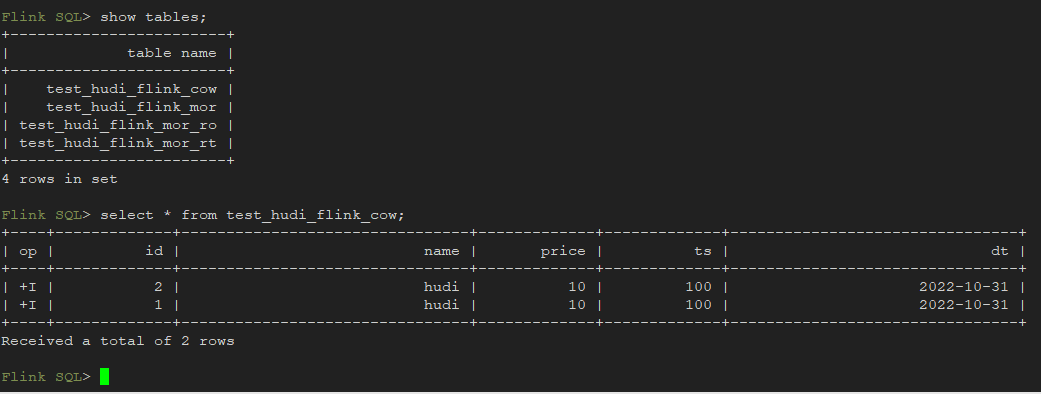 Flink SQL> show tables;
+------------------------+
|             table name |
+------------------------+
|    test_hudi_flink_cow |
|    test_hudi_flink_mor |
| test_hudi_flink_mor_ro |
| test_hudi_flink_mor_rt |
+------------------------+
4 rows in set
Flink SQL> select * from test_hudi_flink_cow;
+----+-------------+--------------------------------+-------------+-------------+--------------------------------+
| op |          id |                           name |       price |          ts |                             dt |
+----+-------------+--------------------------------+-------------+-------------+--------------------------------+
| +I |           2 |                           hudi |          10 |         100 |                     2022-10-31 |
| +I |           1 |                           hudi |          10 |         100 |                     2022-10-31 |
+----+-------------+--------------------------------+-------------+-------------+--------------------------------+
Received a total of 2 rows
Flink SQL>